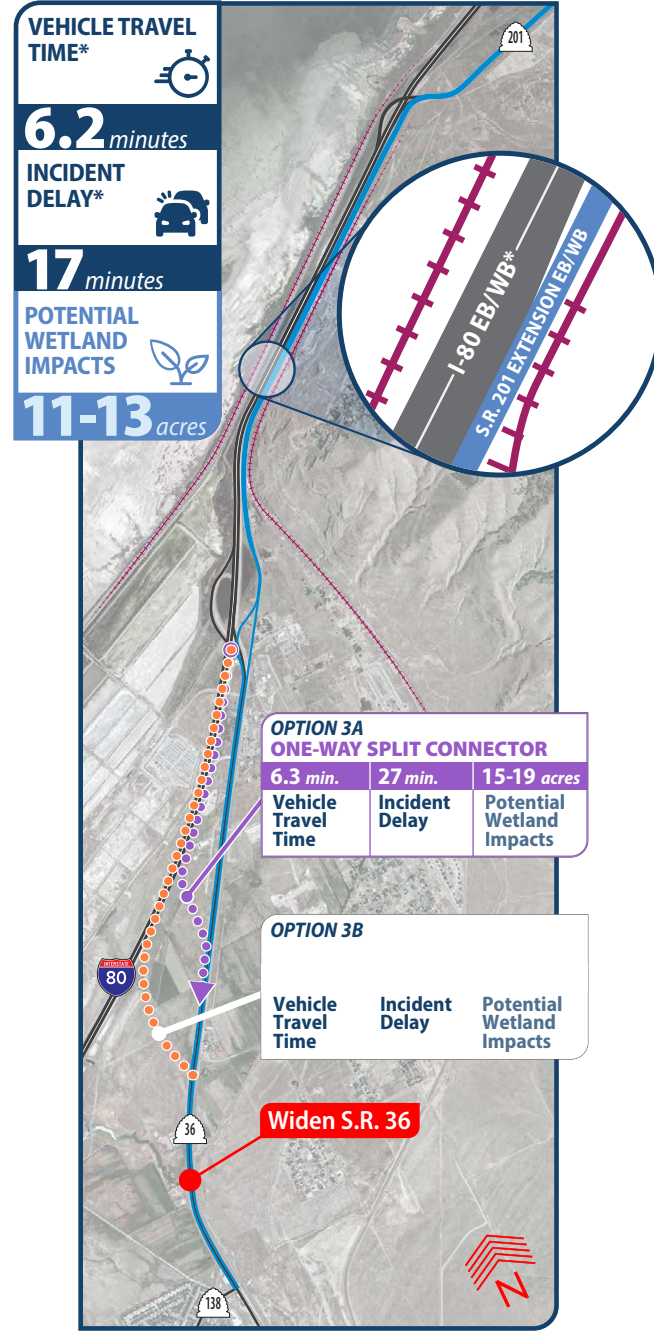 VEHICLE TRAVEL
TIME*
6.2 minutes
INCIDENT
DELAY*
17 minutes
POTENTIAL
WETLAND
IMPACTS
11-13 acres
201
I-80 EB/WB*
S.R. 201 EXTENSION EB/WB
OPTION 3A
ONE-WAY SPLIT CONNECTOR
6.3 min. 27 min. 15-19 acres
Vehicle Incident Potential
Travel Delay Wetland
Time Impacts
OPTION 3B
Vehicle Incident Potential
Travel Delay Wetland
Time Impacts
INTERSTATE
80
36
Widen S.R. 36
138
N